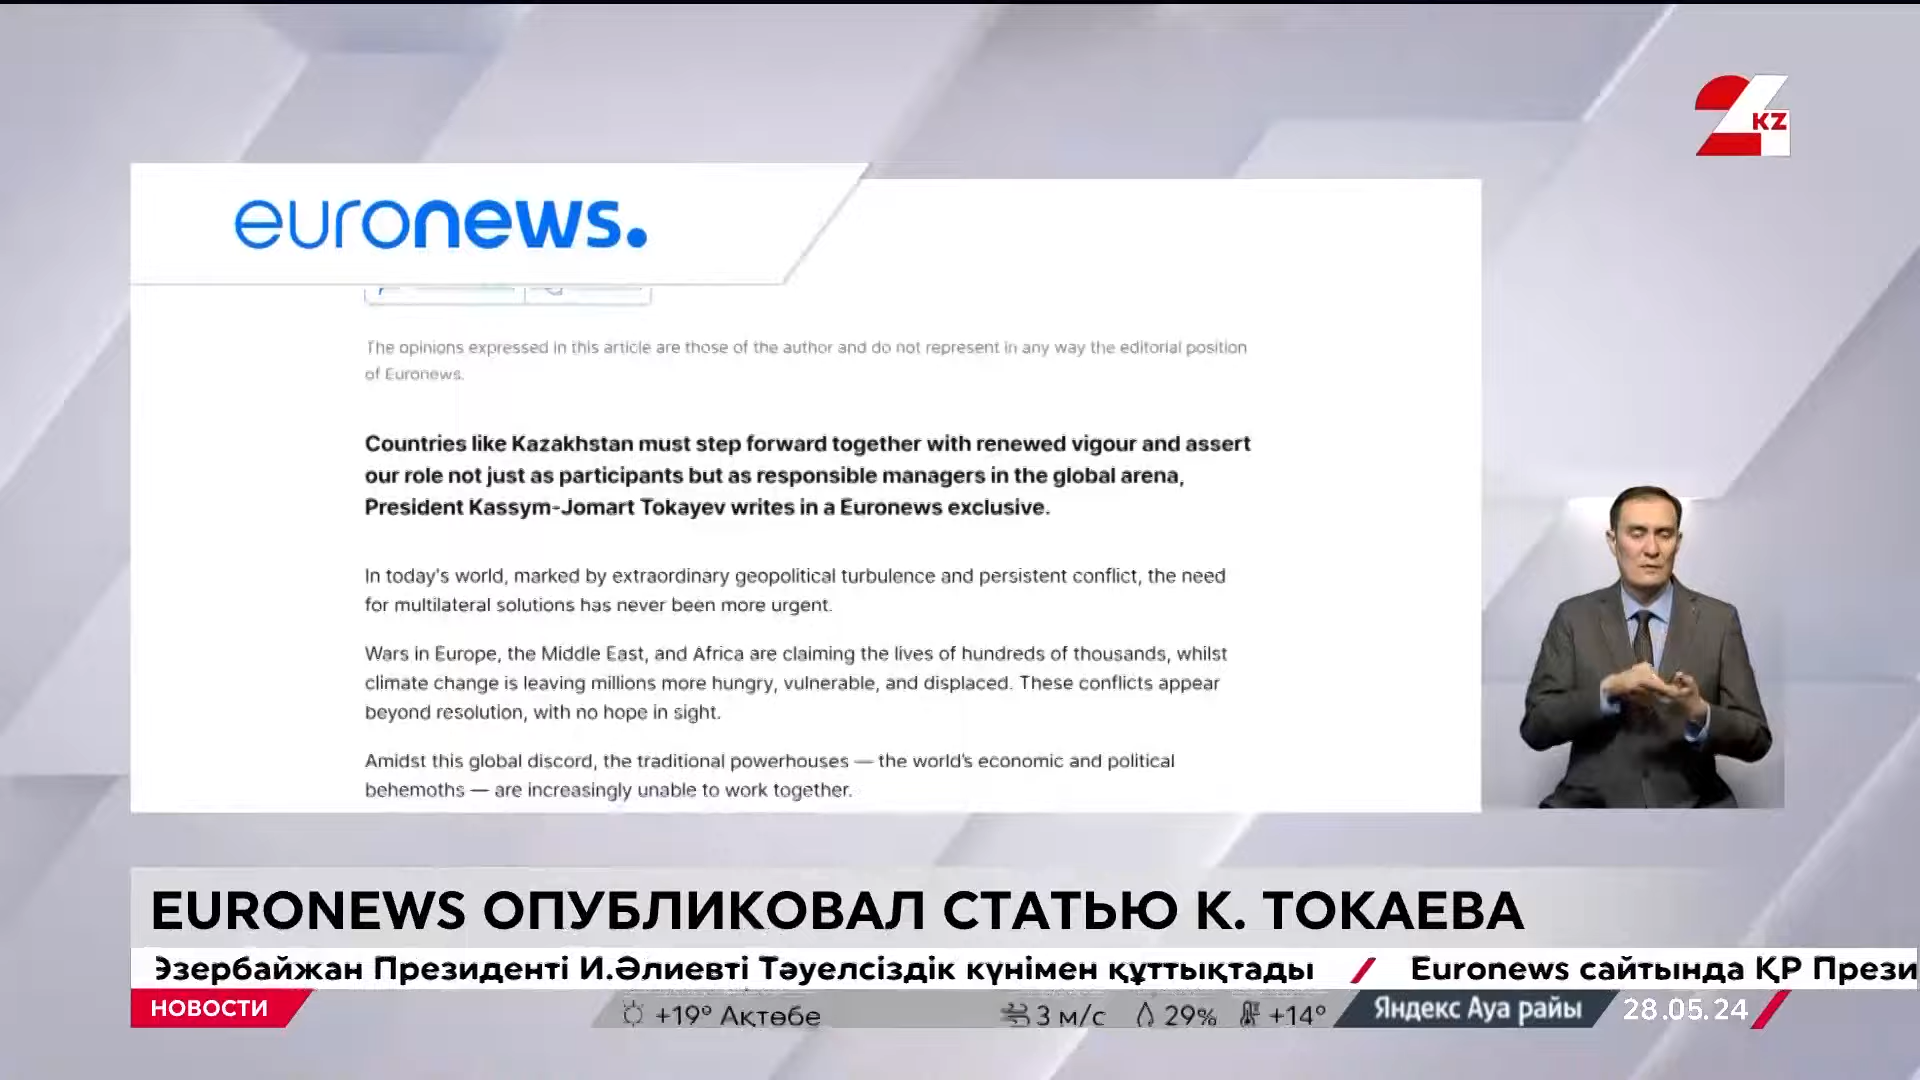 24 KZ
euronews.
The opinions expressed in this article are those of the author and do not represent in any way the editorial position
of Euronews.
Countries like Kazakhstan must step forward together with renewed vigour and assert
our role not just as participants but as responsible managers in the global arena,
President Kassym-Jomart Tokayev writes in a Euronews exclusive.
In today's world, marked by extraordinary geopolitical turbulence and persistent conflict, the need
for multilateral solutions has never been more urgent.
Wars in Europe, the Middle East, and Africa are claiming the lives of hundreds of thousands, whilst
climate change is leaving millions more hungry, vulnerable, and displaced. These conflicts appear
beyond resolution, with no hope in sight.
Amidst this global discord, the traditional powerhouses — the world's economic and political
behemoths — are increasingly unable to work together.
EURONEWS ОПУБЛИКОВАЛ СТАТЬЮ К. ТОКАЕВА
Әзербайжан Президенті И.Әлиевті Тәуелсіздік күнімен құттықтады / Euronews сайтында ҚР Прези
НОВОСТИ +19° Ақтөбе 3 м/с 29% +14° Яндекс Ауа райы 28.05.24